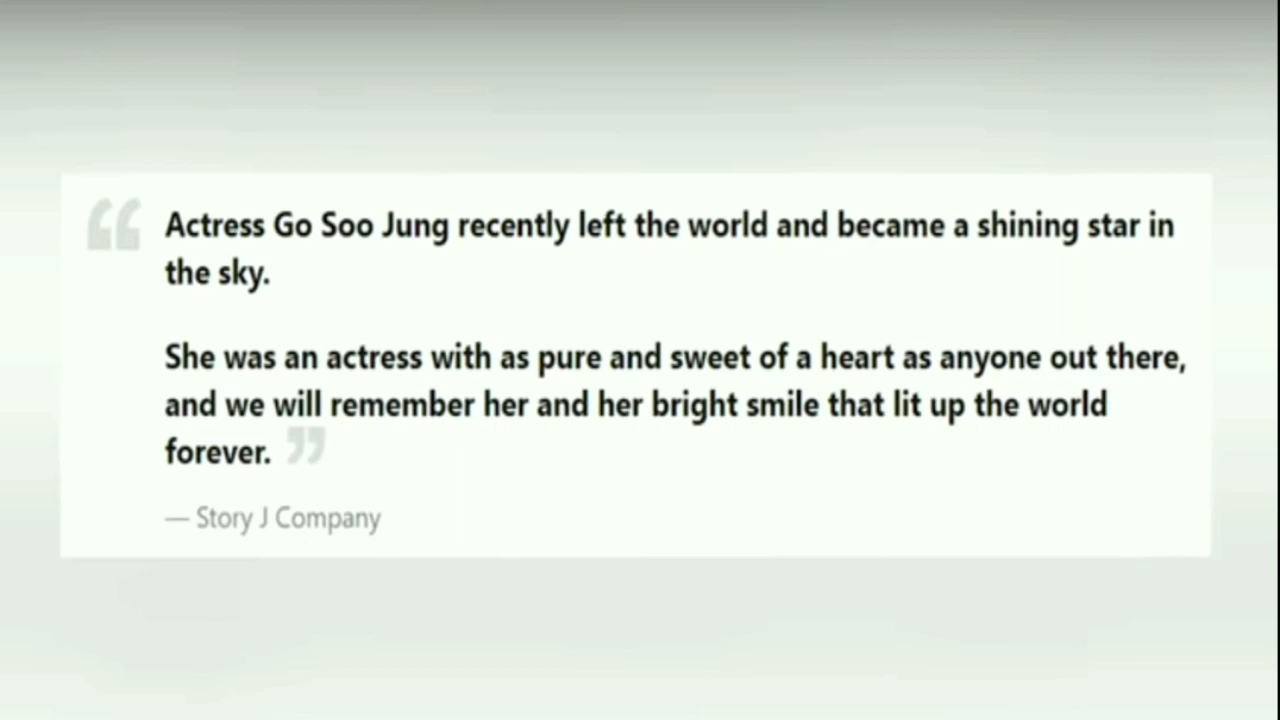 “ Actress Go Soo Jung recently left the world and became a shining star in
the sky.
She was an actress with as pure and sweet of a heart as anyone out there,
and we will remember her and her bright smile that lit up the world
forever. ”
— Story J Company